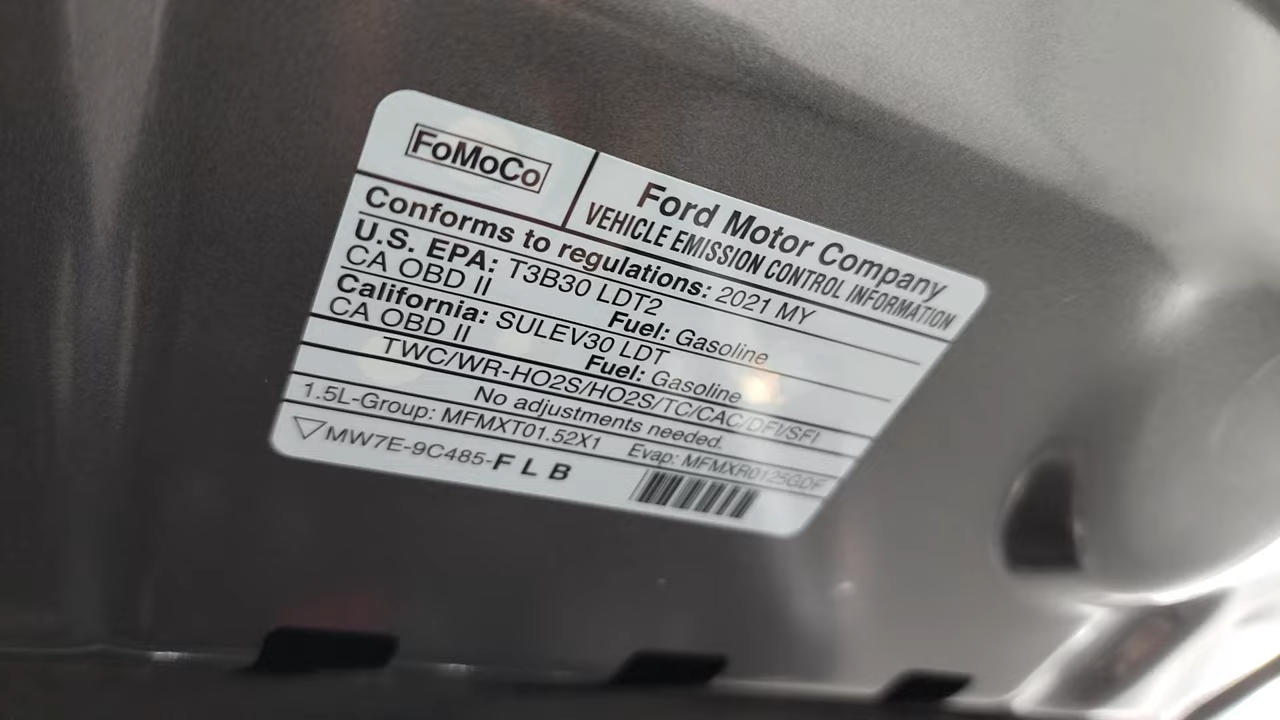 FoMoCo
Ford Motor Company
VEHICLE EMISSION CONTROL INFORMATION
Conforms to regulations: 2021 MY
U.S. EPA: T3B30 LDT2
CA OBD II Fuel: Gasoline
California: SULEV30 LDT
CA OBD II Fuel: Gasoline
TWC/WR-HO2S/HO2S/TC/CAC/DFI/SFI
No adjustments needed.
1.5L-Group: MFMXT01.52X1 Evap: MFMXR0125GDF
MW7E-9C485-FLB